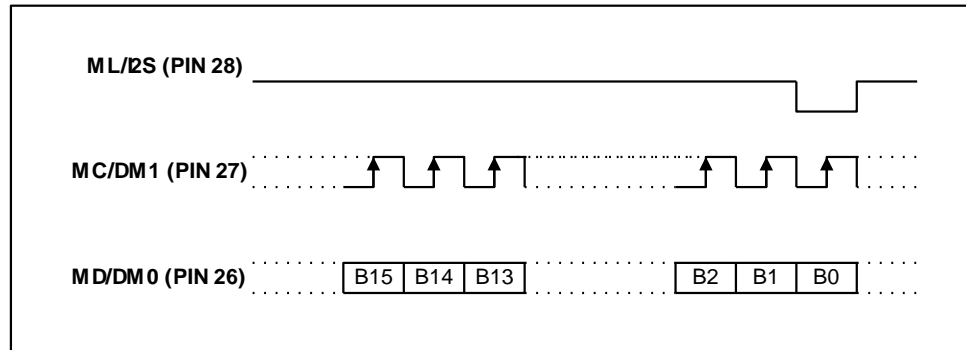 ML/I2S (PIN 28)
MC/DM1 (PIN 27)
MD/DM0 (PIN 26) B15 B14 B13 B2 B1 B0